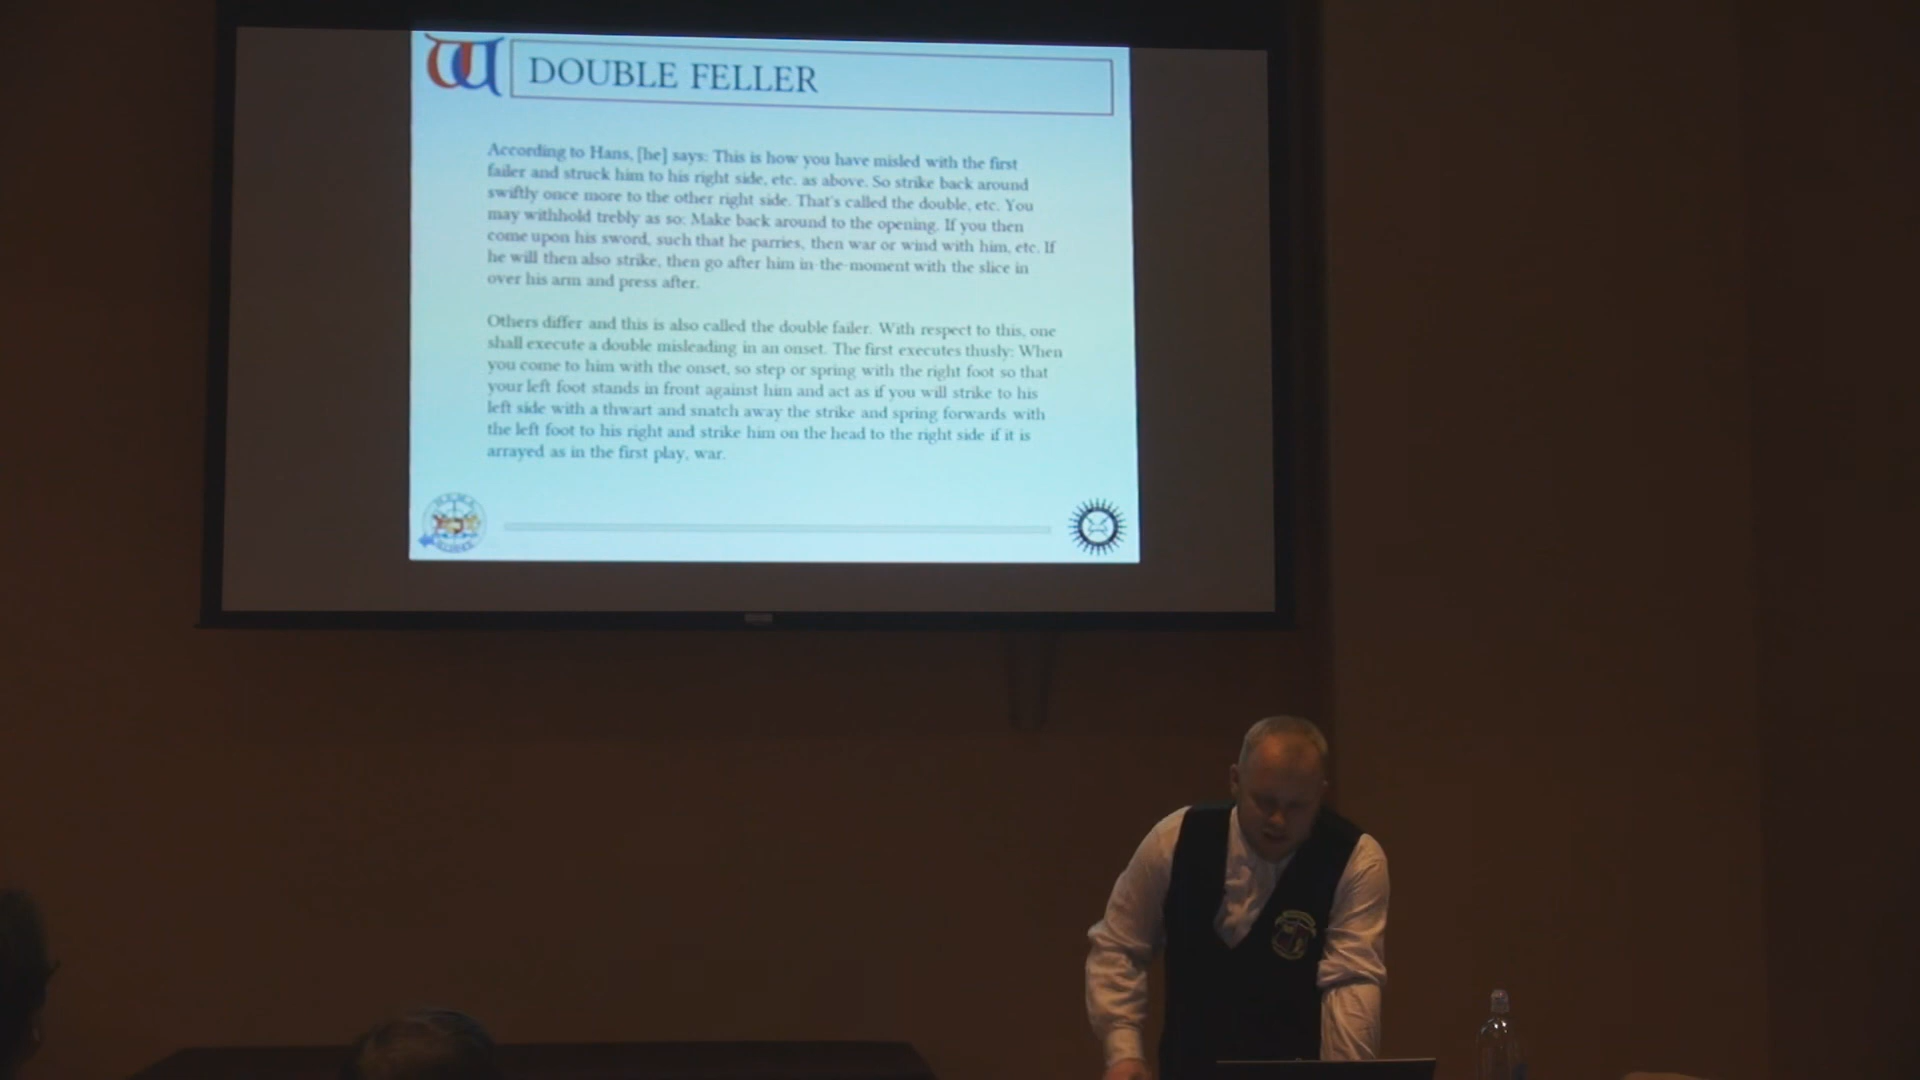 DOUBLE FELLER
According to Hans, [he] says: This is how you have misled with the first
failer and struck him to his right side, etc. as above. So strike back around
swiftly once more to the other right side. That's called the double, etc. You
may withhold trebly as so: Make back around to the opening. If you then
come upon his sword, such that he parries, then war or wind with him, etc. If
he will then also strike, then go after him in-the-moment with the slice in
over his arm and press after.
Others differ and this is also called the double failer. With respect to this, one
shall execute a double misleading in an onset. The first executes thusly: When
you come to him with the onset, so step or spring with the right foot so that
your left foot stands in front against him and act as if you will strike to his
left side with a thwart and snatch away the strike and spring forwards with
the left foot to his right and strike him on the head to the right side if it is
arrayed as in the first play, war.